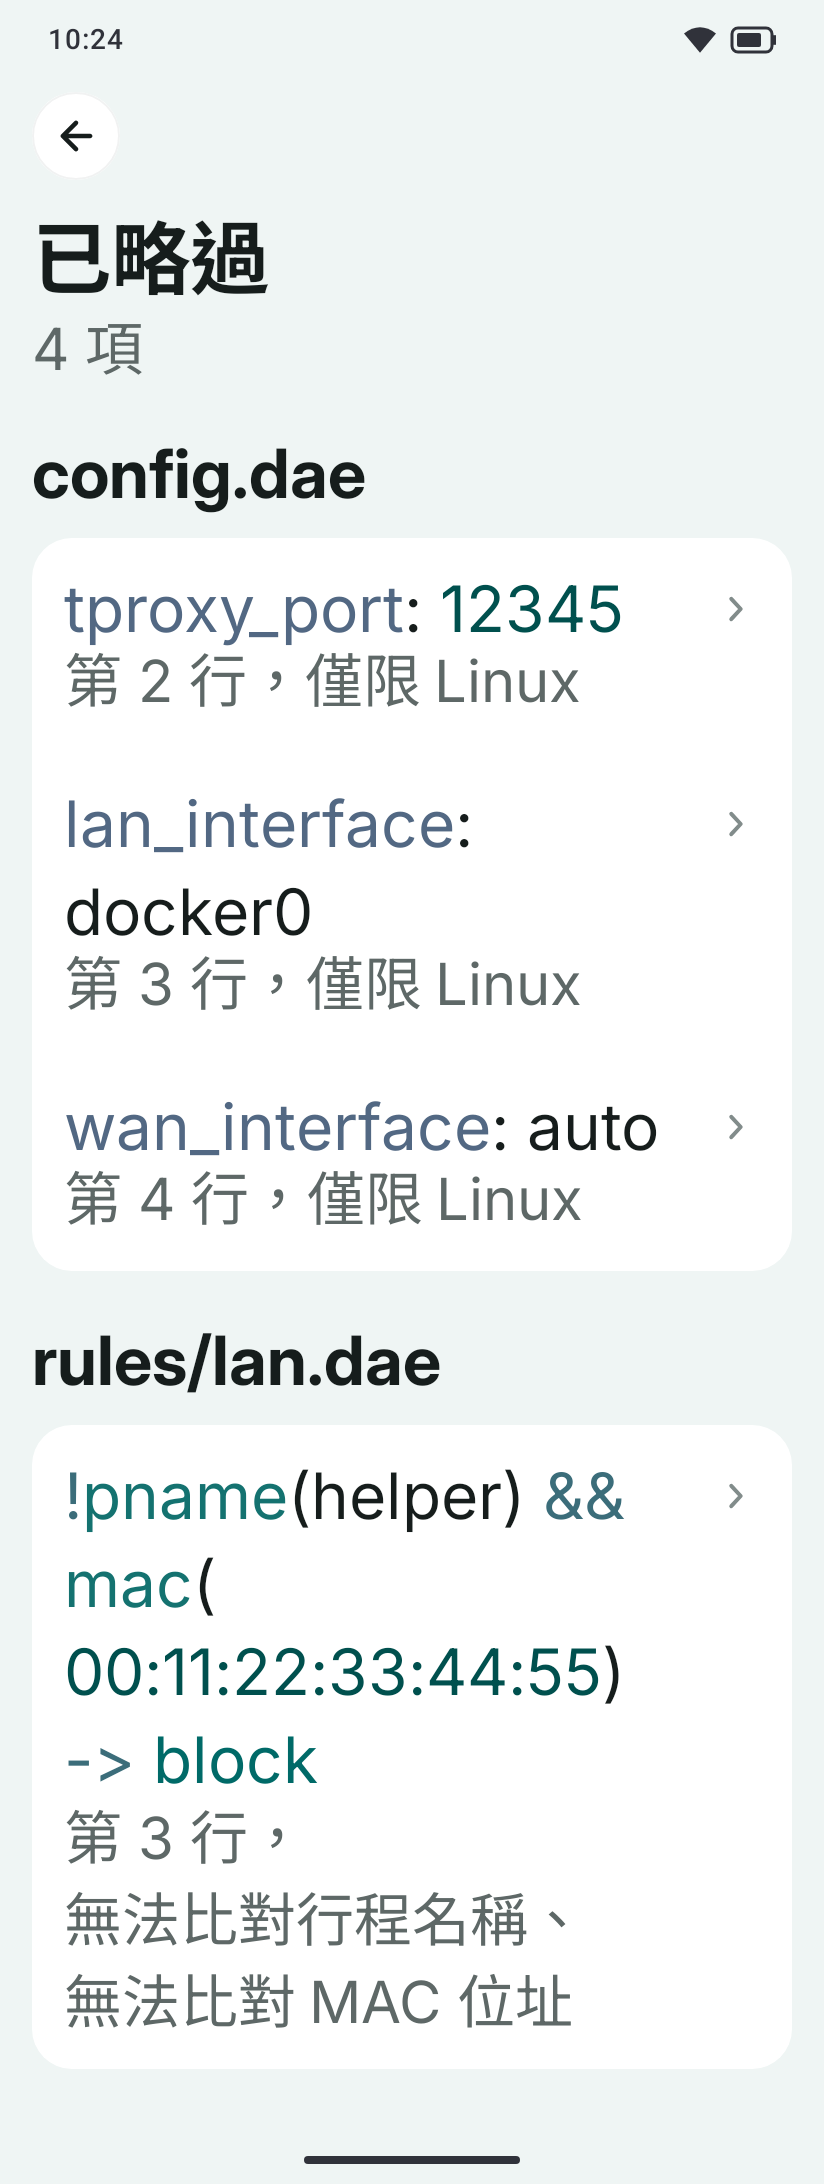 10:24
已略過
4 項
config.dae
tproxy_port: 12345
第 2 行，僅限 Linux
lan_interface:
docker0
第 3 行，僅限 Linux
wan_interface: auto
第 4 行，僅限 Linux
rules/lan.dae
!pname(helper) &&
mac(
00:11:22:33:44:55)
-> block
第 3 行，
無法比對行程名稱、
無法比對 MAC 位址